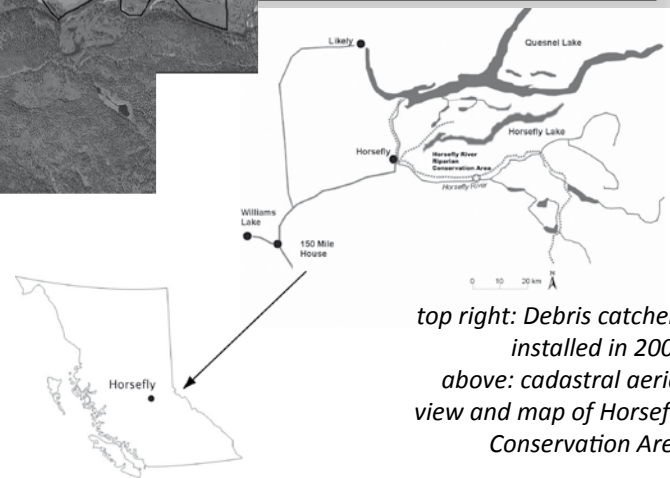 Likely
Quesnel Lake
Horsefly Lake
Horsefly
Horsefly River
Riparian
Conservation Area
Horsefly River
Williams
Lake
150 Mile
House
0 10 20 km
N
Horsefly
top right: Debris catcher
installed in 200
above: cadastral aeria
view and map of Horsef
Conservation Are